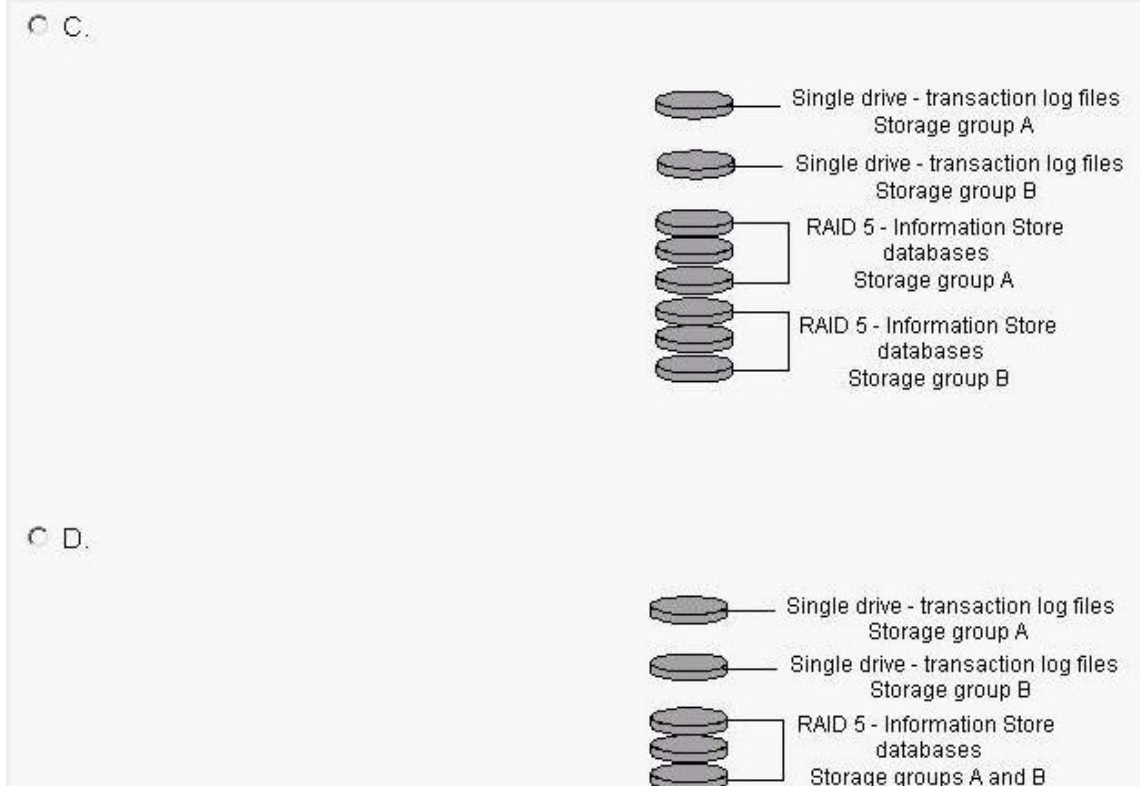 C.
Single drive - transaction log files
Storage group A
Single drive - transaction log files
Storage group B
RAID 5 - Information Store
databases
Storage group A
RAID 5 - Information Store
databases
Storage group B
D.
Single drive - transaction log files
Storage group A
Single drive - transaction log files
Storage group B
RAID 5 - Information Store
databases
Storage groups A and B